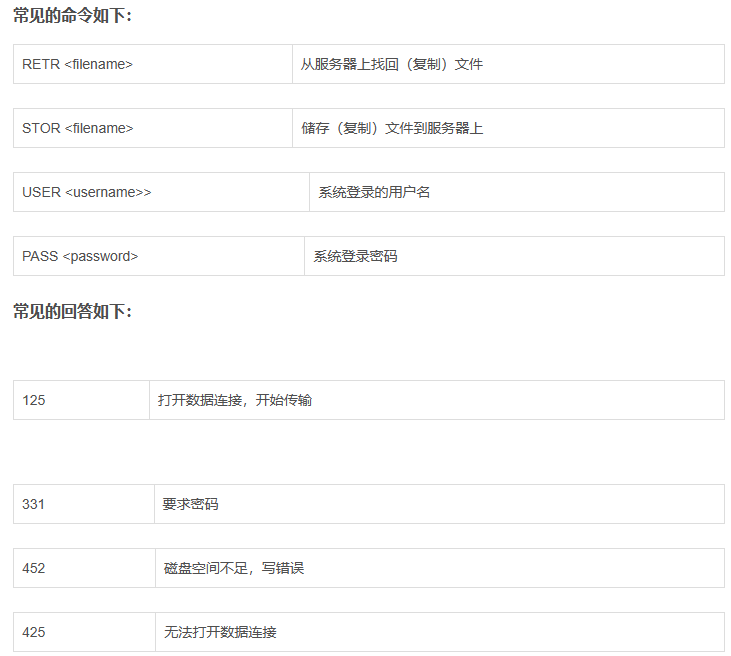 常见的命令如下:
RETR <filename> 从服务器上找回（复制）文件
STOR <filename> 储存（复制）文件到服务器上
USER <username>> 系统登录的用户名
PASS <password> 系统登录密码
常见的回答如下:
125 打开数据连接，开始传输
331 要求密码
452 磁盘空间不足，写错误
425 无法打开数据连接